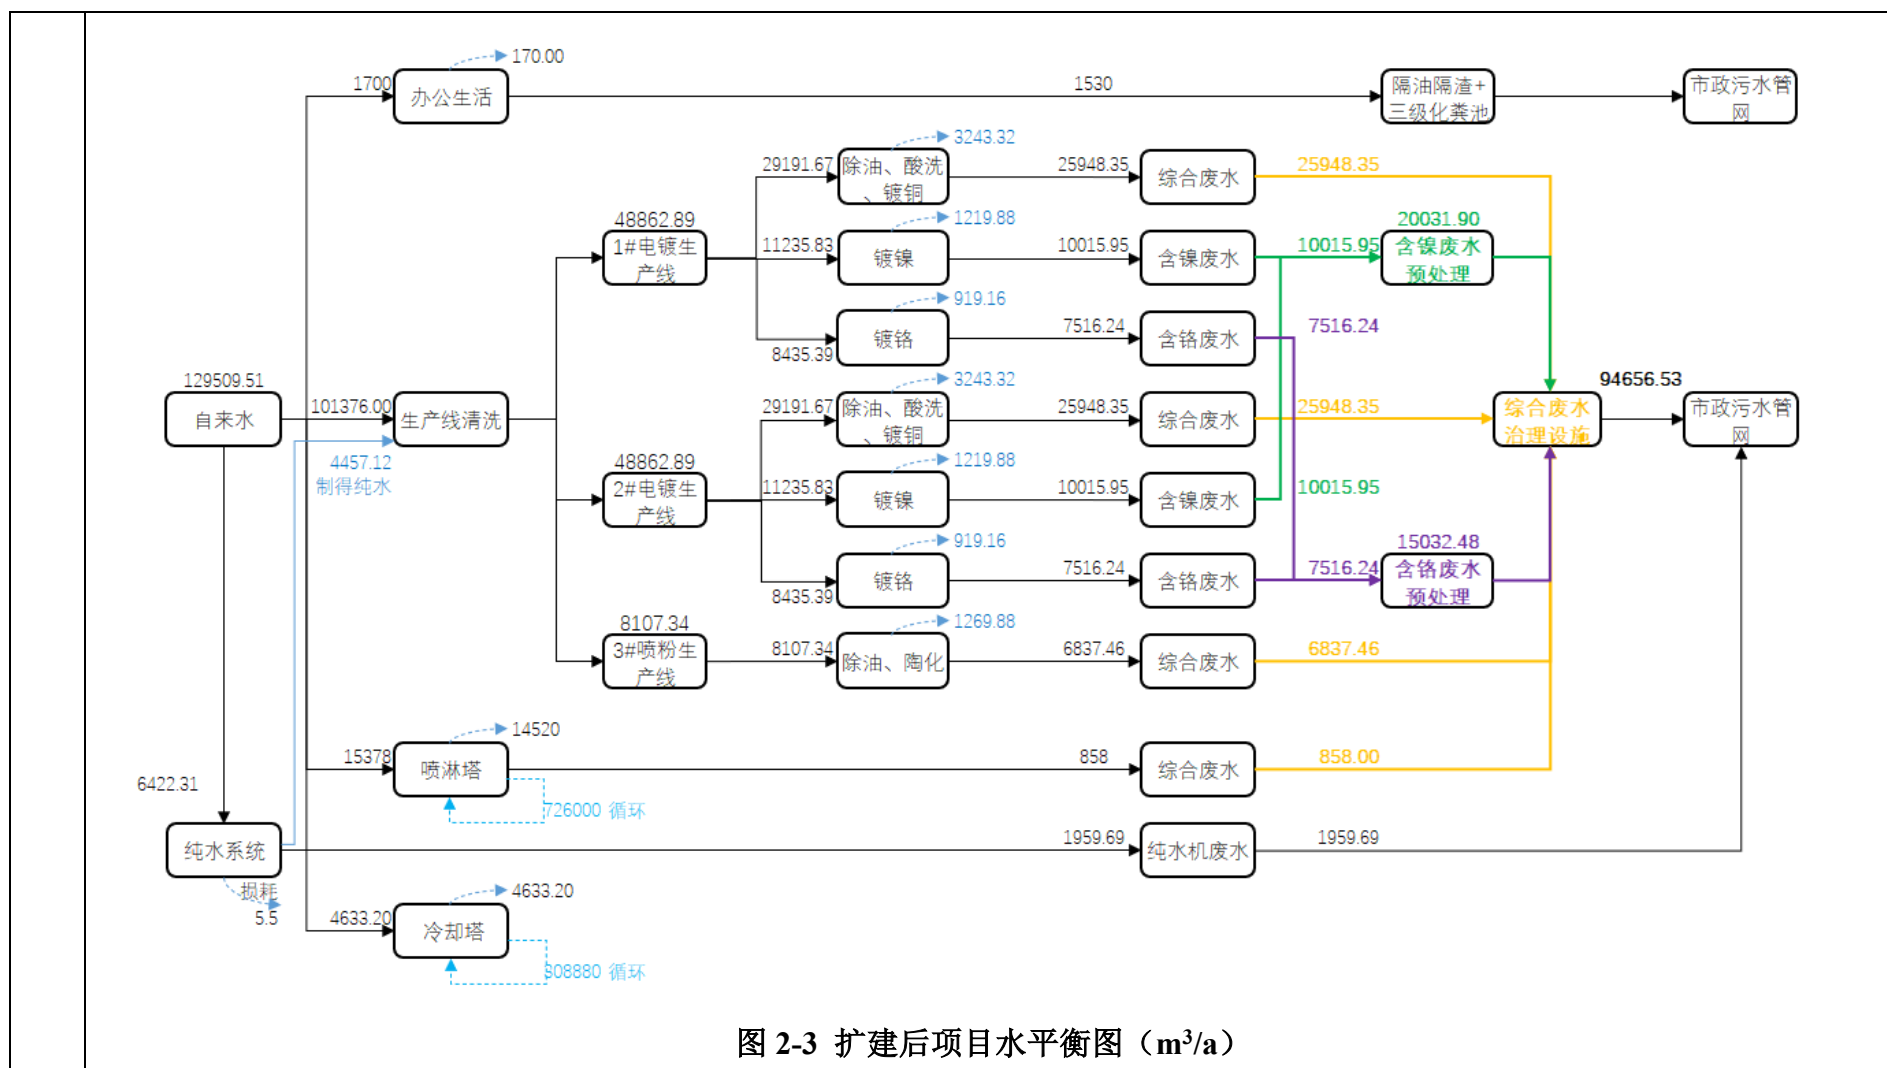 170.00
1700
办公生活
1530
隔油隔渣+
三级化粪池
市政污水管
网
3243.32
29191.67
除油、酸洗
、镀铜
25948.35
综合废水
25948.35
48862.89
1#电镀生
产线
1219.88
11235.83
镀镍
10015.95
含镍废水
10015.95
20031.90
含镍废水
预处理
919.16
8435.39
镀铬
7516.24
含铬废水
7516.24
129509.51
自来水
101376.00
生产线清洗
4457.12
制得纯水
3243.32
29191.67
除油、酸洗
、镀铜
25948.35
综合废水
25948.35
综合废水
治理设施
94656.53
市政污水管
网
48862.89
2#电镀生
产线
1219.88
11235.83
镀镍
10015.95
含镍废水
10015.95
919.16
8435.39
镀铬
7516.24
含铬废水
7516.24
15032.48
含铬废水
预处理
8107.34
3#喷粉生
产线
1269.88
8107.34
除油、陶化
6837.46
综合废水
6837.46
14520
15378
喷淋塔
726000 循环
858
综合废水
858.00
6422.31
纯水系统
损耗
5.5
1959.69
纯水机废水
1959.69
4633.20
4633.20
冷却塔
308880 循环
图 2-3 扩建后项目水平衡图（m³/a）